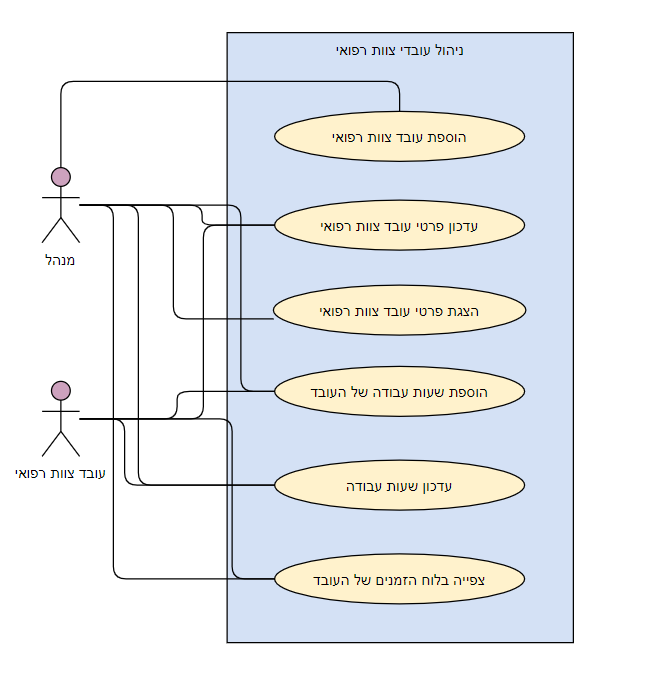 ניהול עובדי צוות רפואי
הוספת עובד צוות רפואי
עדכון פרטי עובד צוות רפואי
מנהל
הצגת פרטי עובד צוות רפואי
הוספת שעות עבודה של העובד
עובד צוות רפואי
עדכון שעות עבודה
צפייה בלוח הזמנים של העובד